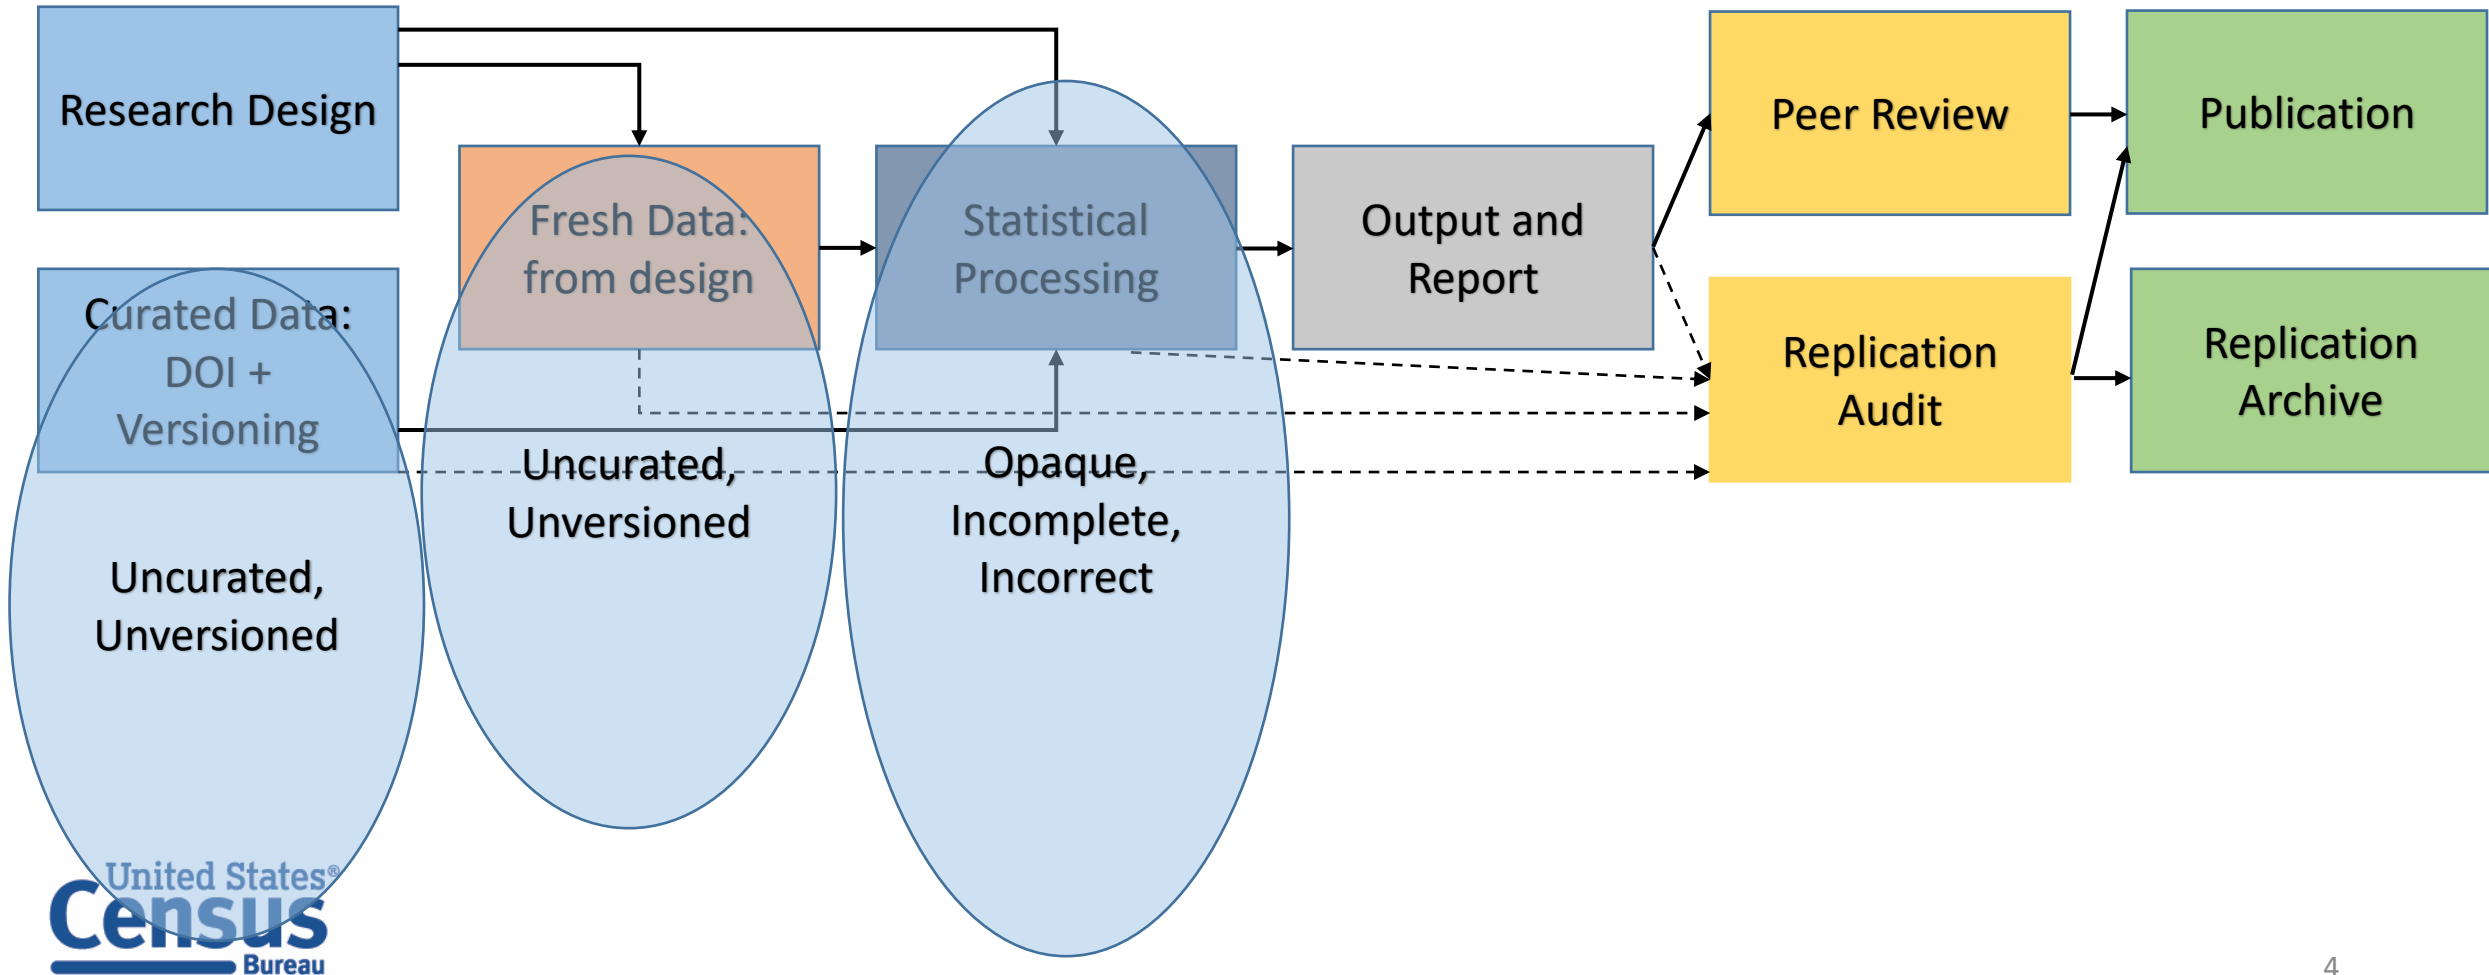 Research Design
Curated Data:
DOI +
Versioning
Uncurated,
Unversioned
Fresh Data:
from design
Uncurated,
Unversioned
Statistical
Processing
Opaque,
Incomplete,
Incorrect
Output and
Report
Peer Review
Replication
Audit
Publication
Replication
Archive
United States®
Census
Bureau
4